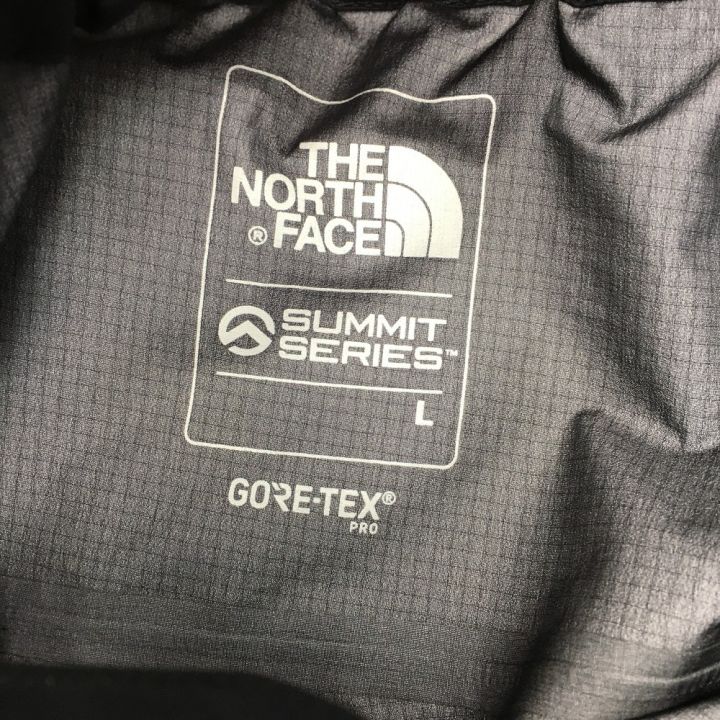 THE
NORTH
® FACE
SUMMIT
SERIES™
L
GORE-TEX®
PRO